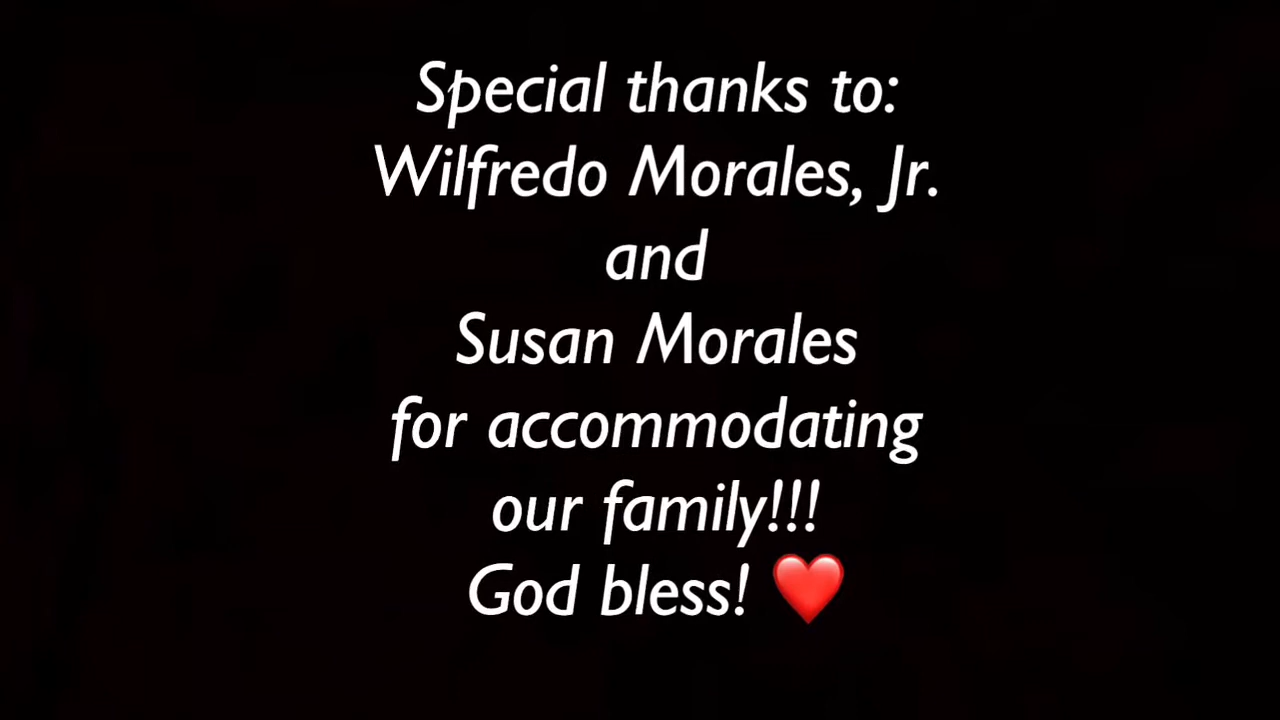 Special thanks to:
Wilfredo Morales, Jr.
and
Susan Morales
for accommodating
our family!!!
God bless! ❤️